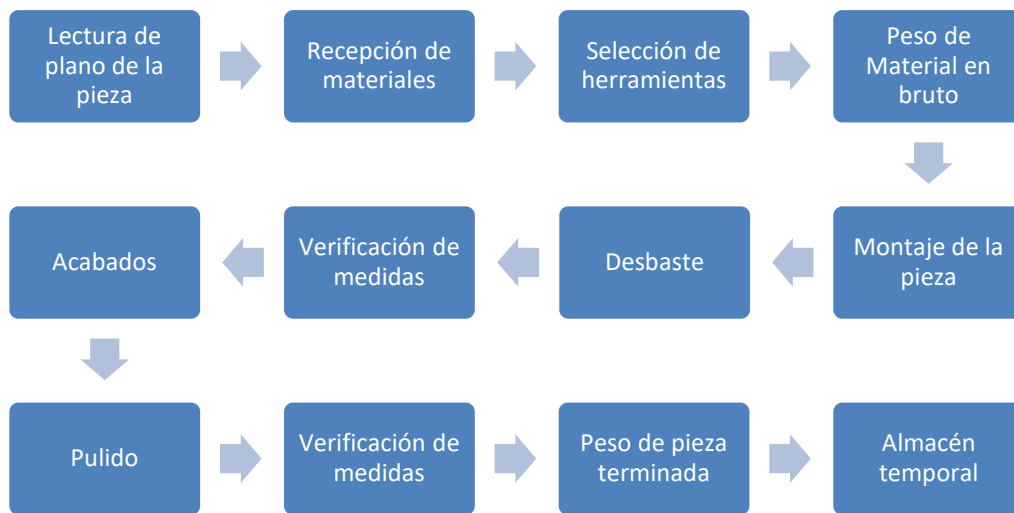 Lectura de
plano de la
pieza
Recepción de
materiales
Selección de
herramientas
Peso de
Material en
bruto
Montaje de la
pieza
Desbaste
Verificación de
medidas
Acabados
Pulido
Verificación de
medidas
Peso de pieza
terminada
Almacén
temporal